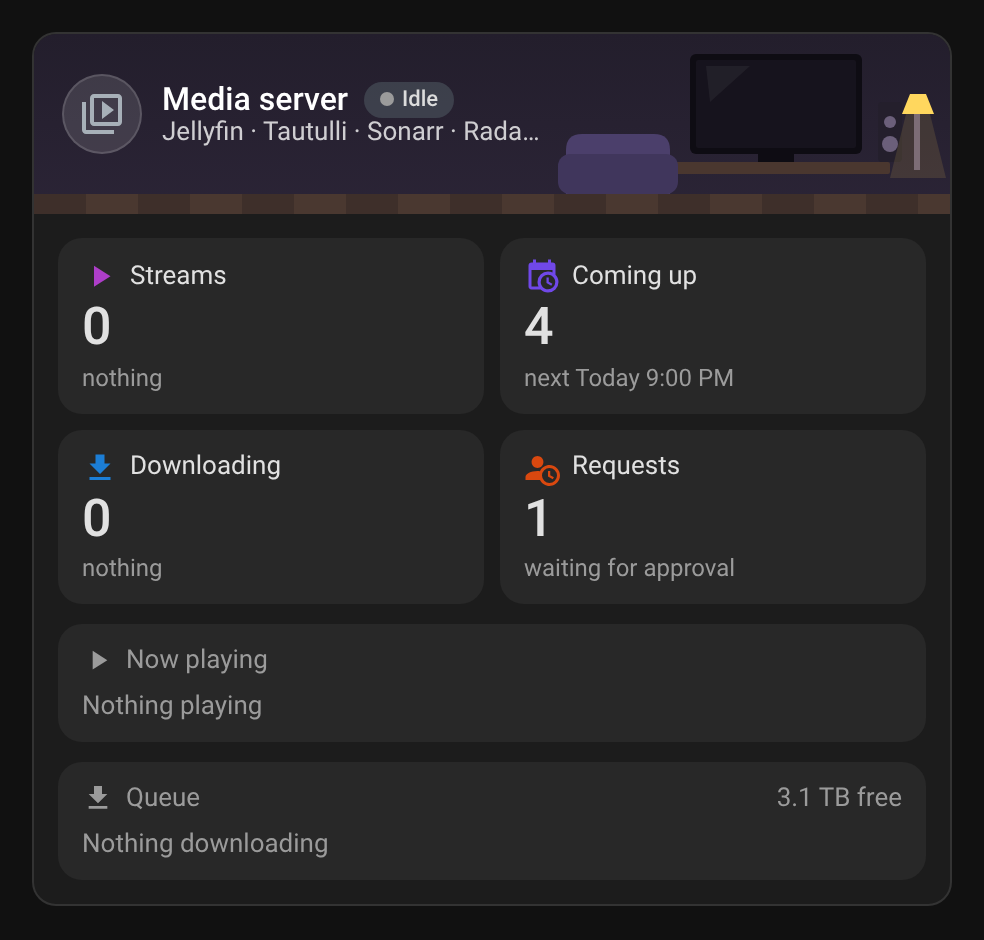 Media server
Idle
Jellyfin · Tautulli · Sonarr · Rada...
Streams
0
nothing
Coming up
4
next Today 9:00 PM
Downloading
0
nothing
Requests
1
waiting for approval
Now playing
Nothing playing
Queue
3.1 TB free
Nothing downloading